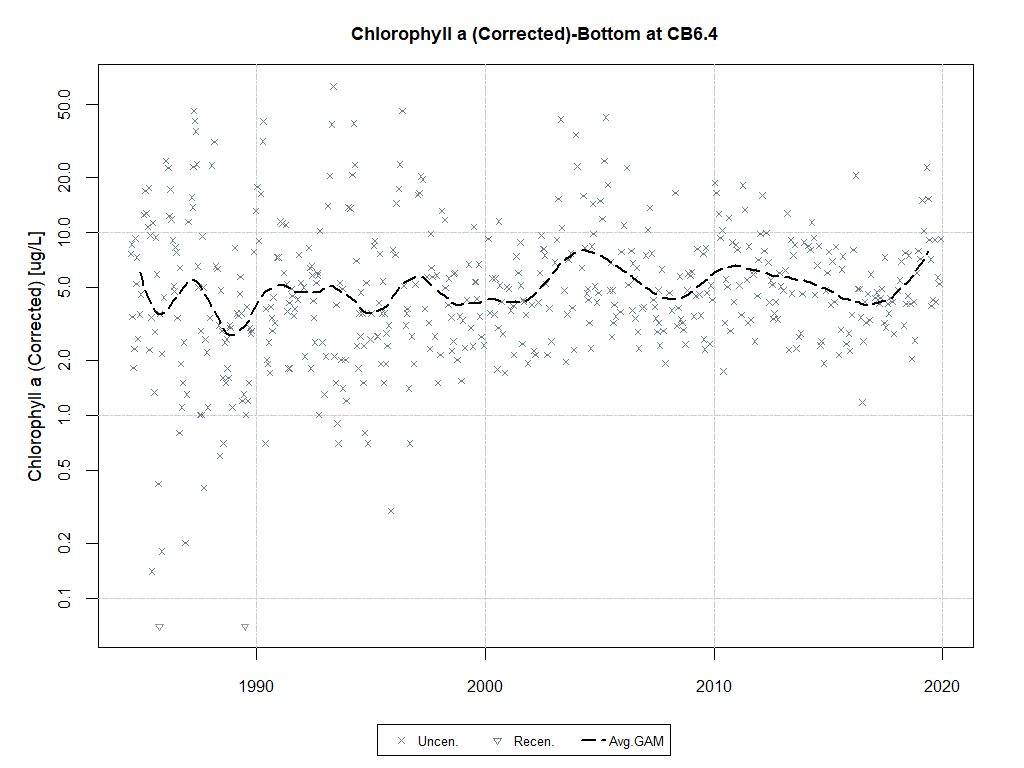 Chlorophyll a (Corrected)-Bottom at CB6.4
Chlorophyll a (Corrected) [ug/L]
50.0
20.0
10.0
5.0
2.0
1.0
0.5
0.2
0.1
1990 2000 2010 2020
Uncen. Recen. Avg.GAM